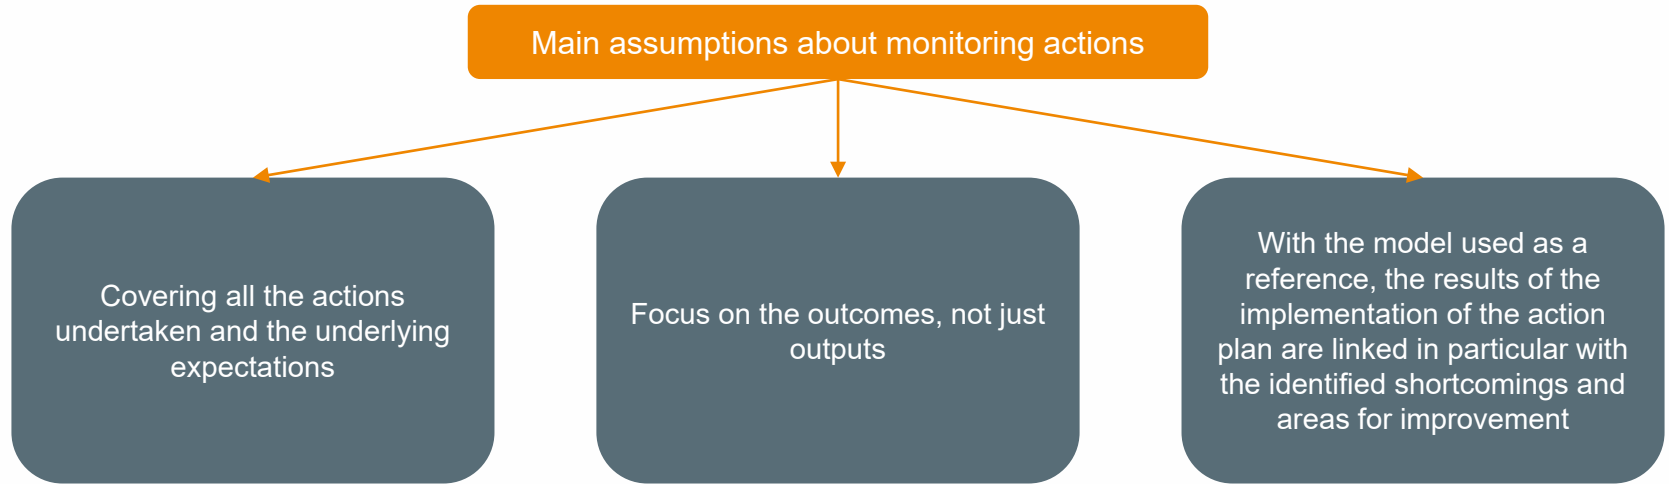 Main assumptions about monitoring actions
Covering all the actions
undertaken and the underlying
expectations
Focus on the outcomes, not just
outputs
With the model used as a
reference, the results of the
implementation of the action
plan are linked in particular with
the identified shortcomings and
areas for improvement